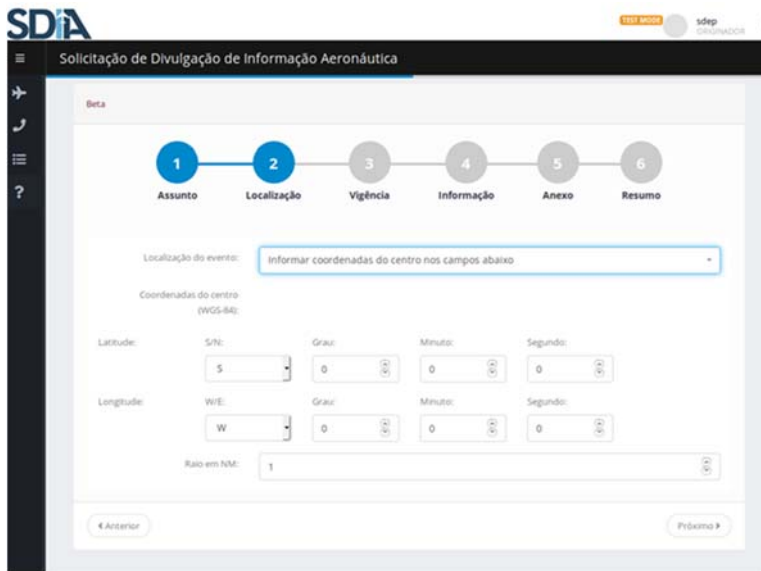 SDIA
TEST MODE
sdep
ORIGINADOR
Solicitação de Divulgação de Informação Aeronáutica
Beta
1 2 3 4 5 6
Assunto Localização Vigência Informação Anexo Resumo
Localização do evento: Informar coordenadas do centro nos campos abaixo
Coordenadas do centro
(WGS-84):
Latitude: S/N: Grau: Minuto: Segundo:
S 0 0 0
Longitude: W/E: Grau: Minuto: Segundo:
W 0 0 0
Raio em NM: 1
Anterior Próximo